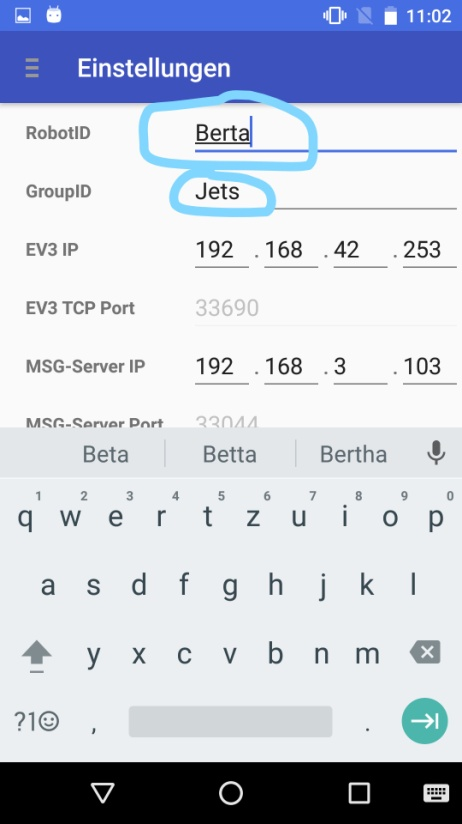 11:02
Einstellungen
RobotID Berta
GroupID Jets
EV3 IP 192 . 168 . 42 . 253
EV3 TCP Port 33690
MSG-Server IP 192 . 168 . 3 . 103
MSG-Server Port 33044
Beta Betta Bertha
1 2 3 4 5 6 7 8 9 0
q w e r t z u i o p
a s d f g h j k l
y x c v b n m
?1☺ , .